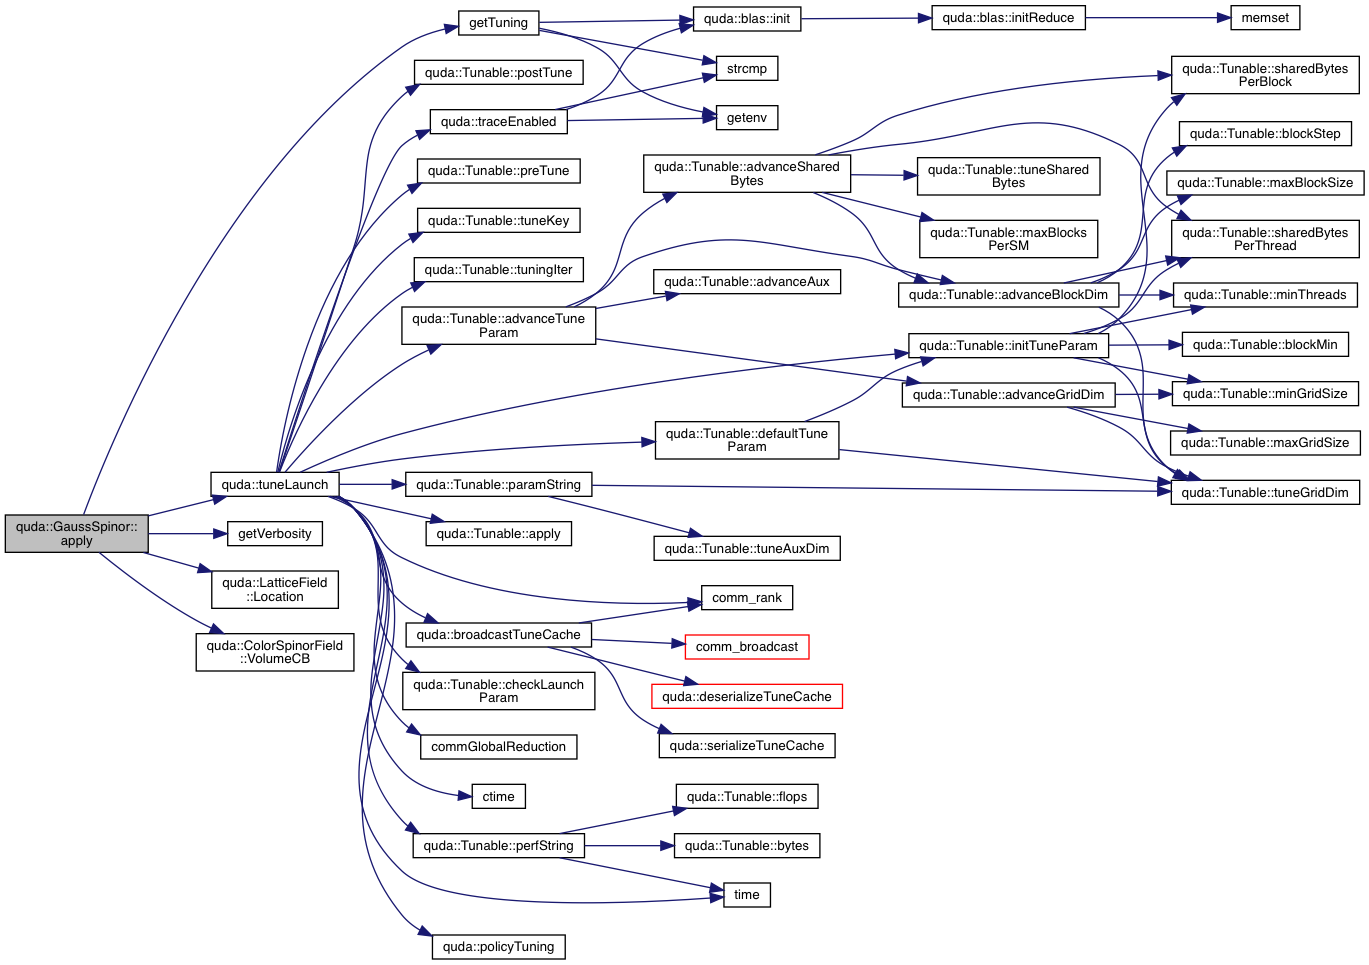 quda::GaussSpinor::
apply
getTuning
quda::Tunable::postTune
quda::traceEnabled
quda::Tunable::preTune
quda::Tunable::tuneKey
quda::Tunable::tuningIter
quda::Tunable::advanceTune
Param
quda::tuneLaunch
getVerbosity
quda::LatticeField
::Location
quda::ColorSpinorField
::VolumeCB
quda::Tunable::paramString
quda::Tunable::apply
quda::broadcastTuneCache
quda::Tunable::checkLaunch
Param
commGlobalReduction
ctime
quda::Tunable::perfString
quda::policyTuning
quda::blas::init
strcmp
getenv
quda::Tunable::advanceShared
Bytes
quda::Tunable::advanceAux
quda::Tunable::defaultTune
Param
quda::Tunable::tuneAuxDim
comm_rank
comm_broadcast
quda::deserializeTuneCache
quda::serializeTuneCache
quda::Tunable::flops
quda::Tunable::bytes
time
quda::blas::initReduce
quda::Tunable::tuneShared
Bytes
quda::Tunable::maxBlocks
PerSM
quda::Tunable::advanceBlockDim
quda::Tunable::initTuneParam
quda::Tunable::advanceGridDim
memset
quda::Tunable::sharedBytes
PerBlock
quda::Tunable::blockStep
quda::Tunable::maxBlockSize
quda::Tunable::sharedBytes
PerThread
quda::Tunable::minThreads
quda::Tunable::blockMin
quda::Tunable::minGridSize
quda::Tunable::maxGridSize
quda::Tunable::tuneGridDim